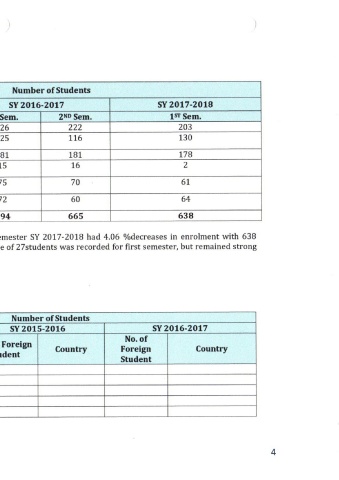 Number of Students
SY 2016-2017 SY 2017-2018
Sem. 2ND Sem. 1ST Sem.
26 222 203
25 116 130
81 181 178
15 16 2
75 70 61
72 60 64
94 665 638
emester SY 2017-2018 had 4.06 %decreases in enrolment with 638
e of 27students was recorded for first semester, but remained strong
Number of Students
SY 2015-2016 SY 2016-2017
Foreign
dent Country No. of
Foreign
Student Country
4